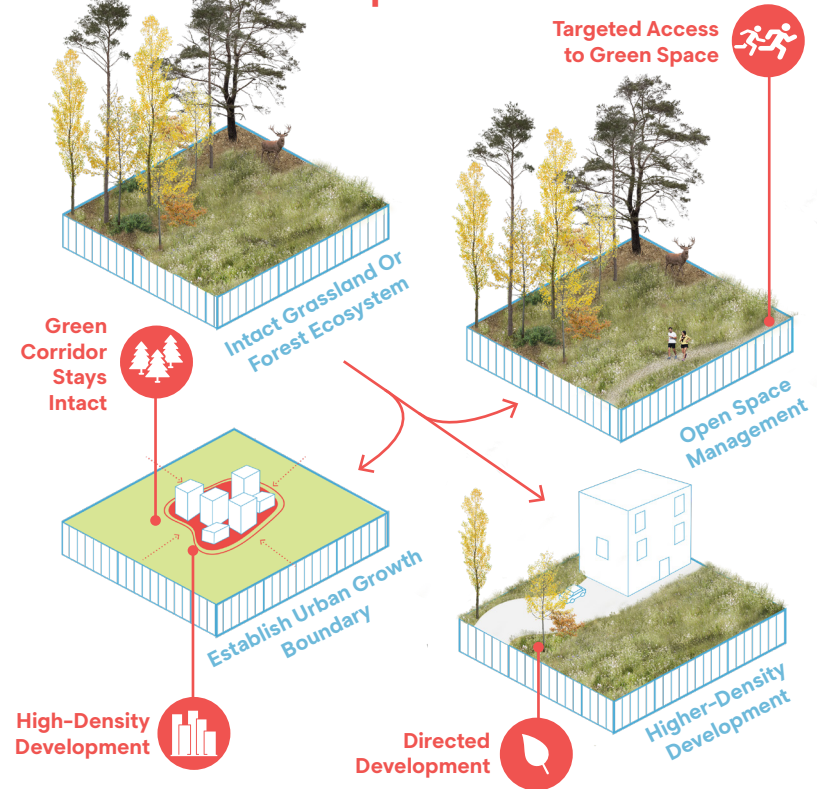 Targeted Access
to Green Space
Intact Grassland Or
Forest Ecosystem
Green
Corridor
Stays
Intact
Open Space
Management
Establish Urban Growth
Boundary
High-Density
Development
Higher-Density
Development
Directed
Development